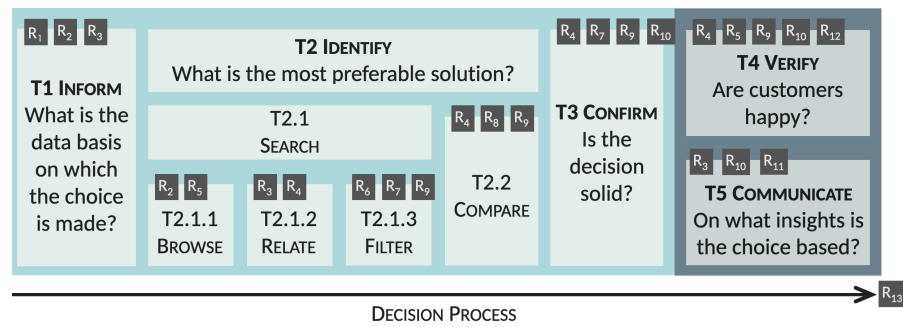 R1 R2 R3
T1 INFORM
What is the
data basis
on which
the choice
is made?
T2 IDENTIFY
What is the most preferable solution?
T2.1
SEARCH
R2 R5
T2.1.1
BROWSE
R3 R4
T2.1.2
RELATE
R6 R7 R9
T2.1.3
FILTER
R4 R8 R9
T2.2
COMPARE
R4 R7 R9 R10
T3 CONFIRM
Is the
decision
solid?
R4 R5 R9 R10 R12
T4 VERIFY
Are customers
happy?
R3 R10 R11
T5 COMMUNICATE
On what insights is
the choice based?
R13
DECISION PROCESS